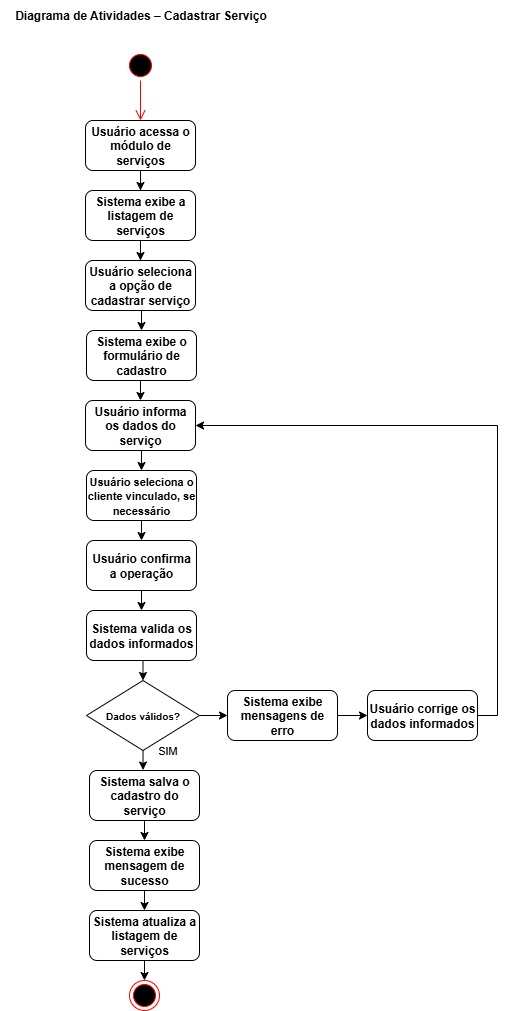 Diagrama de Atividades – Cadastrar Serviço
Usuário acessa o
módulo de
serviços
Sistema exibe a
listagem de
serviços
Usuário seleciona
a opção de
cadastrar serviço
Sistema exibe o
formulário de
cadastro
Usuário informa
os dados do
serviço
Usuário seleciona o
cliente vinculado, se
necessário
Usuário confirma
a operação
Sistema valida os
dados informados
Dados válidos?
Sistema exibe
mensagens de
erro
Usuário corrige os
dados informados
SIM
Sistema salva o
cadastro do
serviço
Sistema exibe
mensagem de
sucesso
Sistema atualiza a
listagem de
serviços